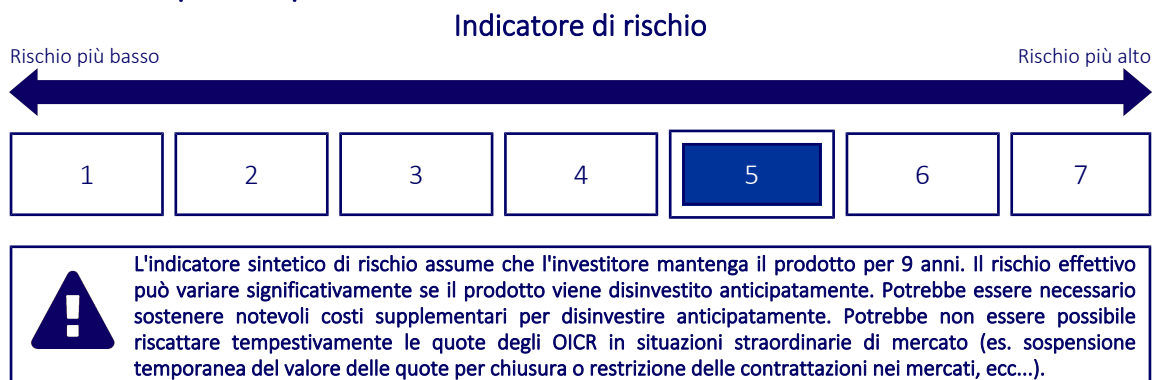 Indicatore di rischio
Rischio più basso
Rischio più alto
1
2
3
4
5
6
7
L'indicatore sintetico di rischio assume che l'investitore mantenga il prodotto per 9 anni. Il rischio effettivo
può variare significativamente se il prodotto viene disinvestito anticipatamente. Potrebbe essere necessario
sostenere notevoli costi supplementari per disinvestire anticipatamente. Potrebbe non essere possibile
riscattare tempestivamente le quote degli OICR in situazioni straordinarie di mercato (es. sospensione
temporanea del valore delle quote per chiusura o restrizione delle contrattazioni nei mercati, ecc...).